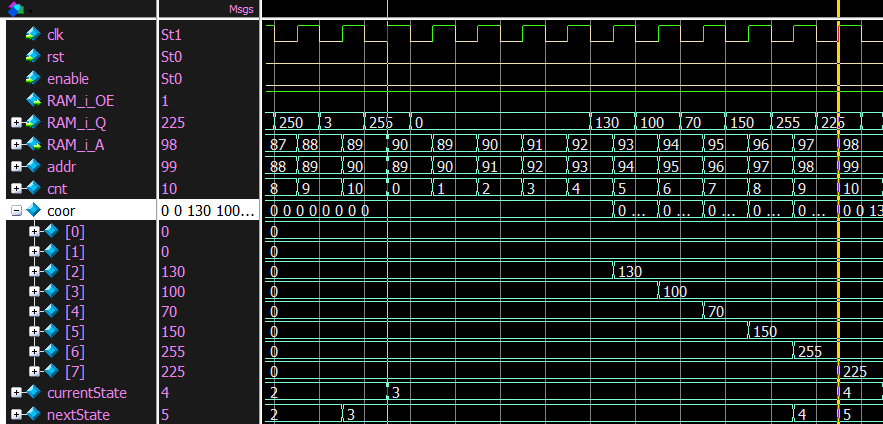 Msgs
clk St1
rst St0
enable St0
RAM_i_OE 1
RAM_i_Q 225 250 3 255 0 130 100 70 150 255 225
RAM_i_A 98 87 88 89 90 89 90 91 92 93 94 95 96 97 98
addr 99 88 89 90 89 90 91 92 93 94 95 96 97 98 99
cnt 10 8 9 10 0 1 2 3 4 5 6 7 8 9 10
coor 0 0 130 100... 0 0 0 0 0 0 0 0 0 ... 0 ... 0 ... 0 ... 0 ... 0 0 13
[0] 0 0
[1] 0 0
[2] 130 0 130
[3] 100 0 100
[4] 70 0 70
[5] 150 0 150
[6] 255 0 255
[7] 225 0 225
currentState 4 2 3 4
nextState 5 2 3 4 5